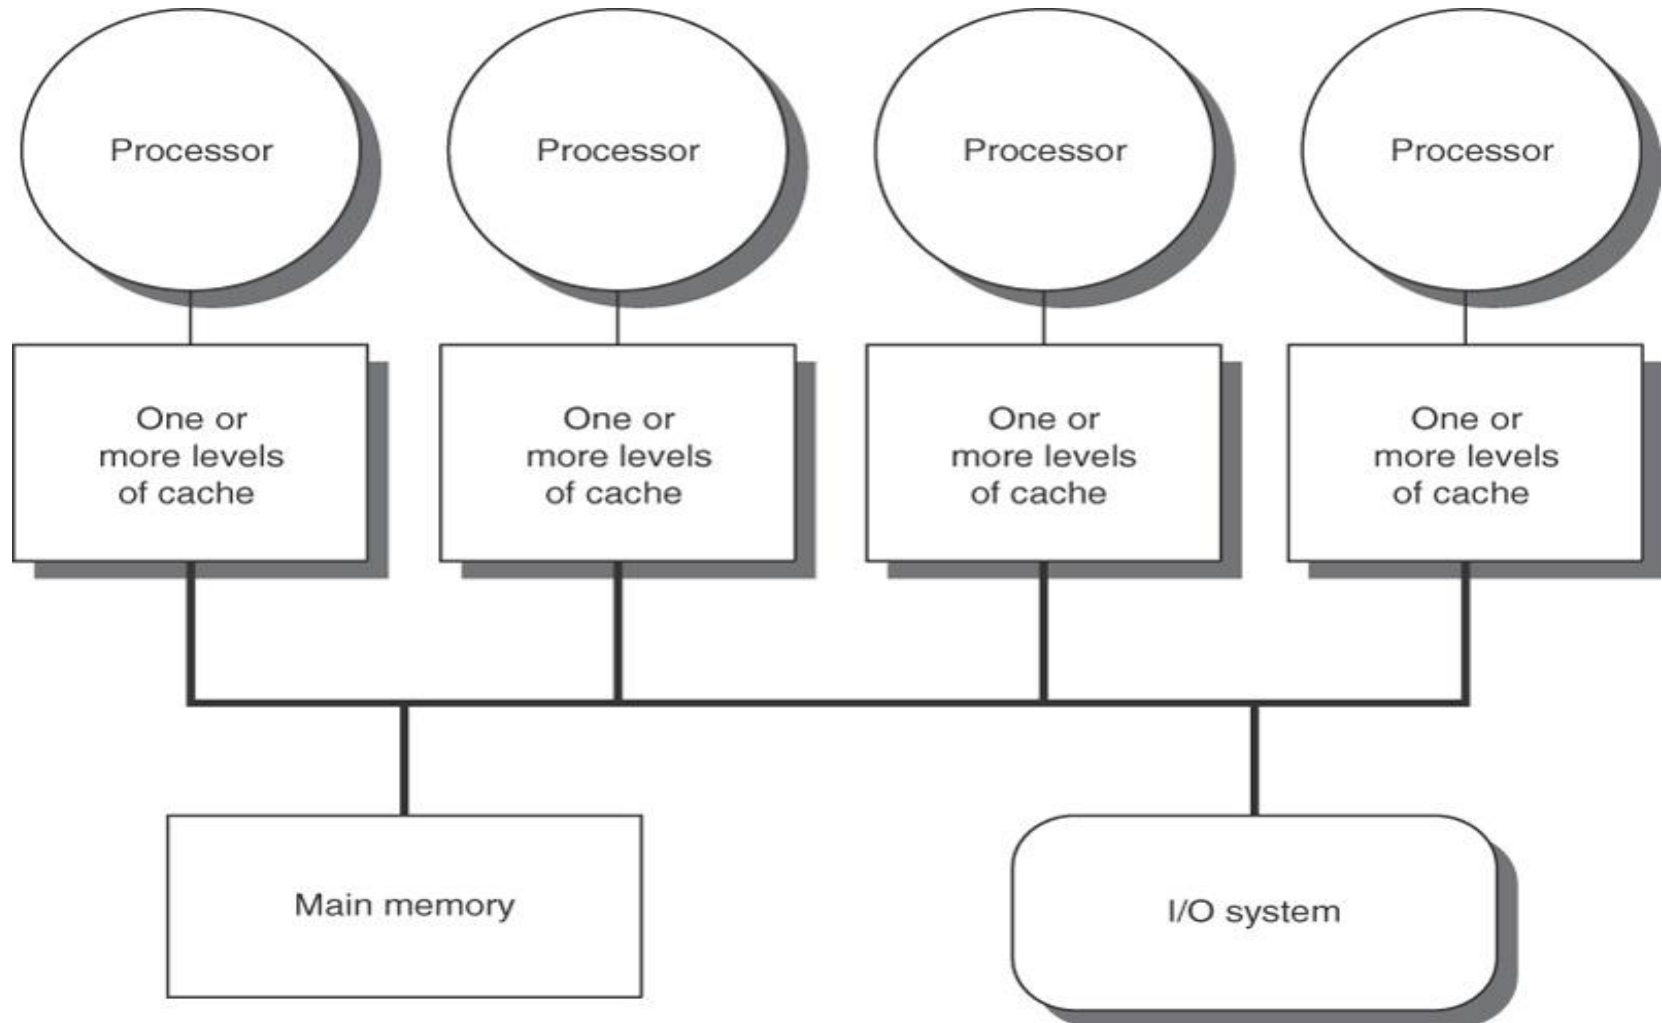 Processor
Processor
Processor
Processor
One or
more levels
of cache
One or
more levels
of cache
One or
more levels
of cache
One or
more levels
of cache
Main memory
I/O system